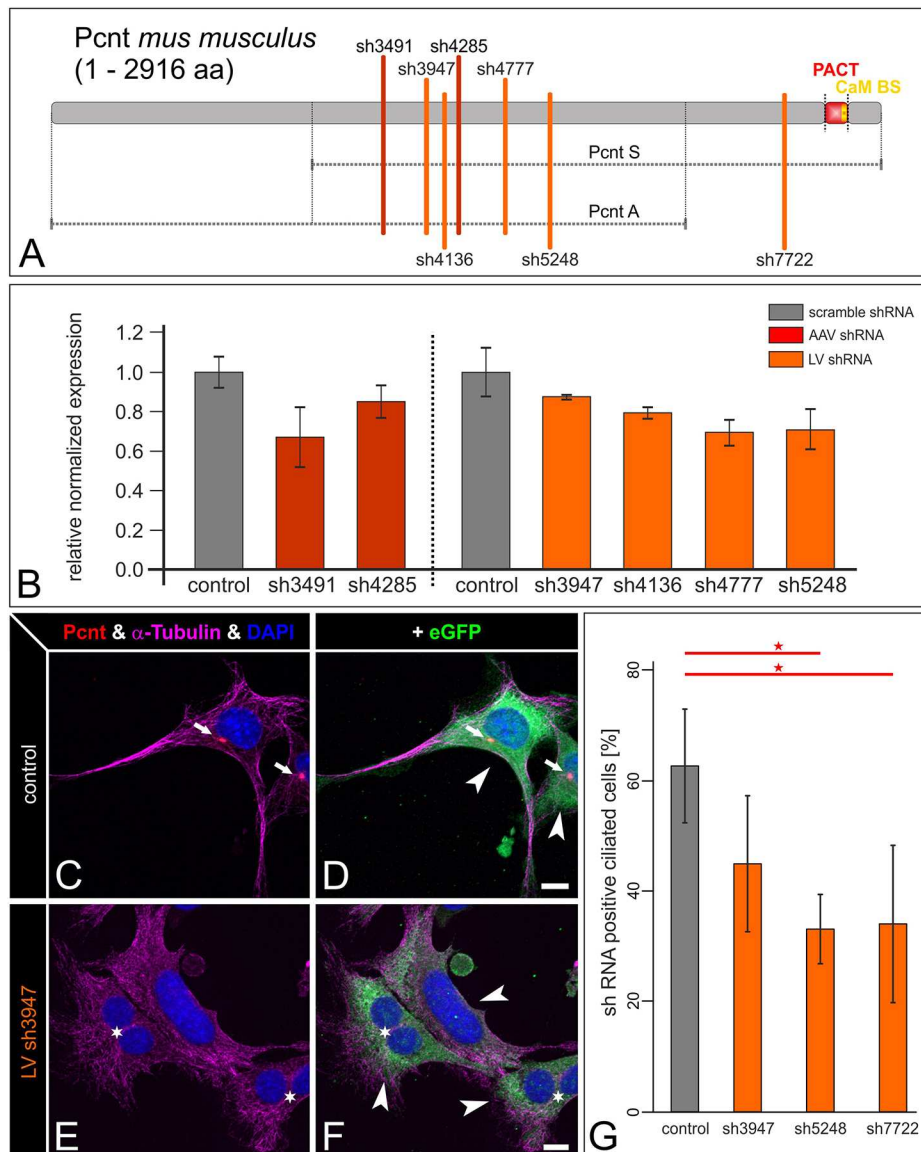 Pcnt mus musculus
(1 - 2916 aa)
sh3491
sh4285
sh3947
sh4777
PACT
CaM BS
Pcnt S
Pcnt A
sh4136
sh5248
sh7722
A
relative normalized expression
1.2
1.0
0.8
0.6
0.4
0.2
0.0
control
sh3491
sh4285
control
sh3947
sh4136
sh4777
sh5248
scramble shRNA
AAV shRNA
LV shRNA
B
Pcnt & α-Tubulin & DAPI
+ eGFP
control
C
D
LV sh3947
E
F
sh RNA positive ciliated cells [%]
80
60
40
20
0
control
sh3947
sh5248
sh7722
G